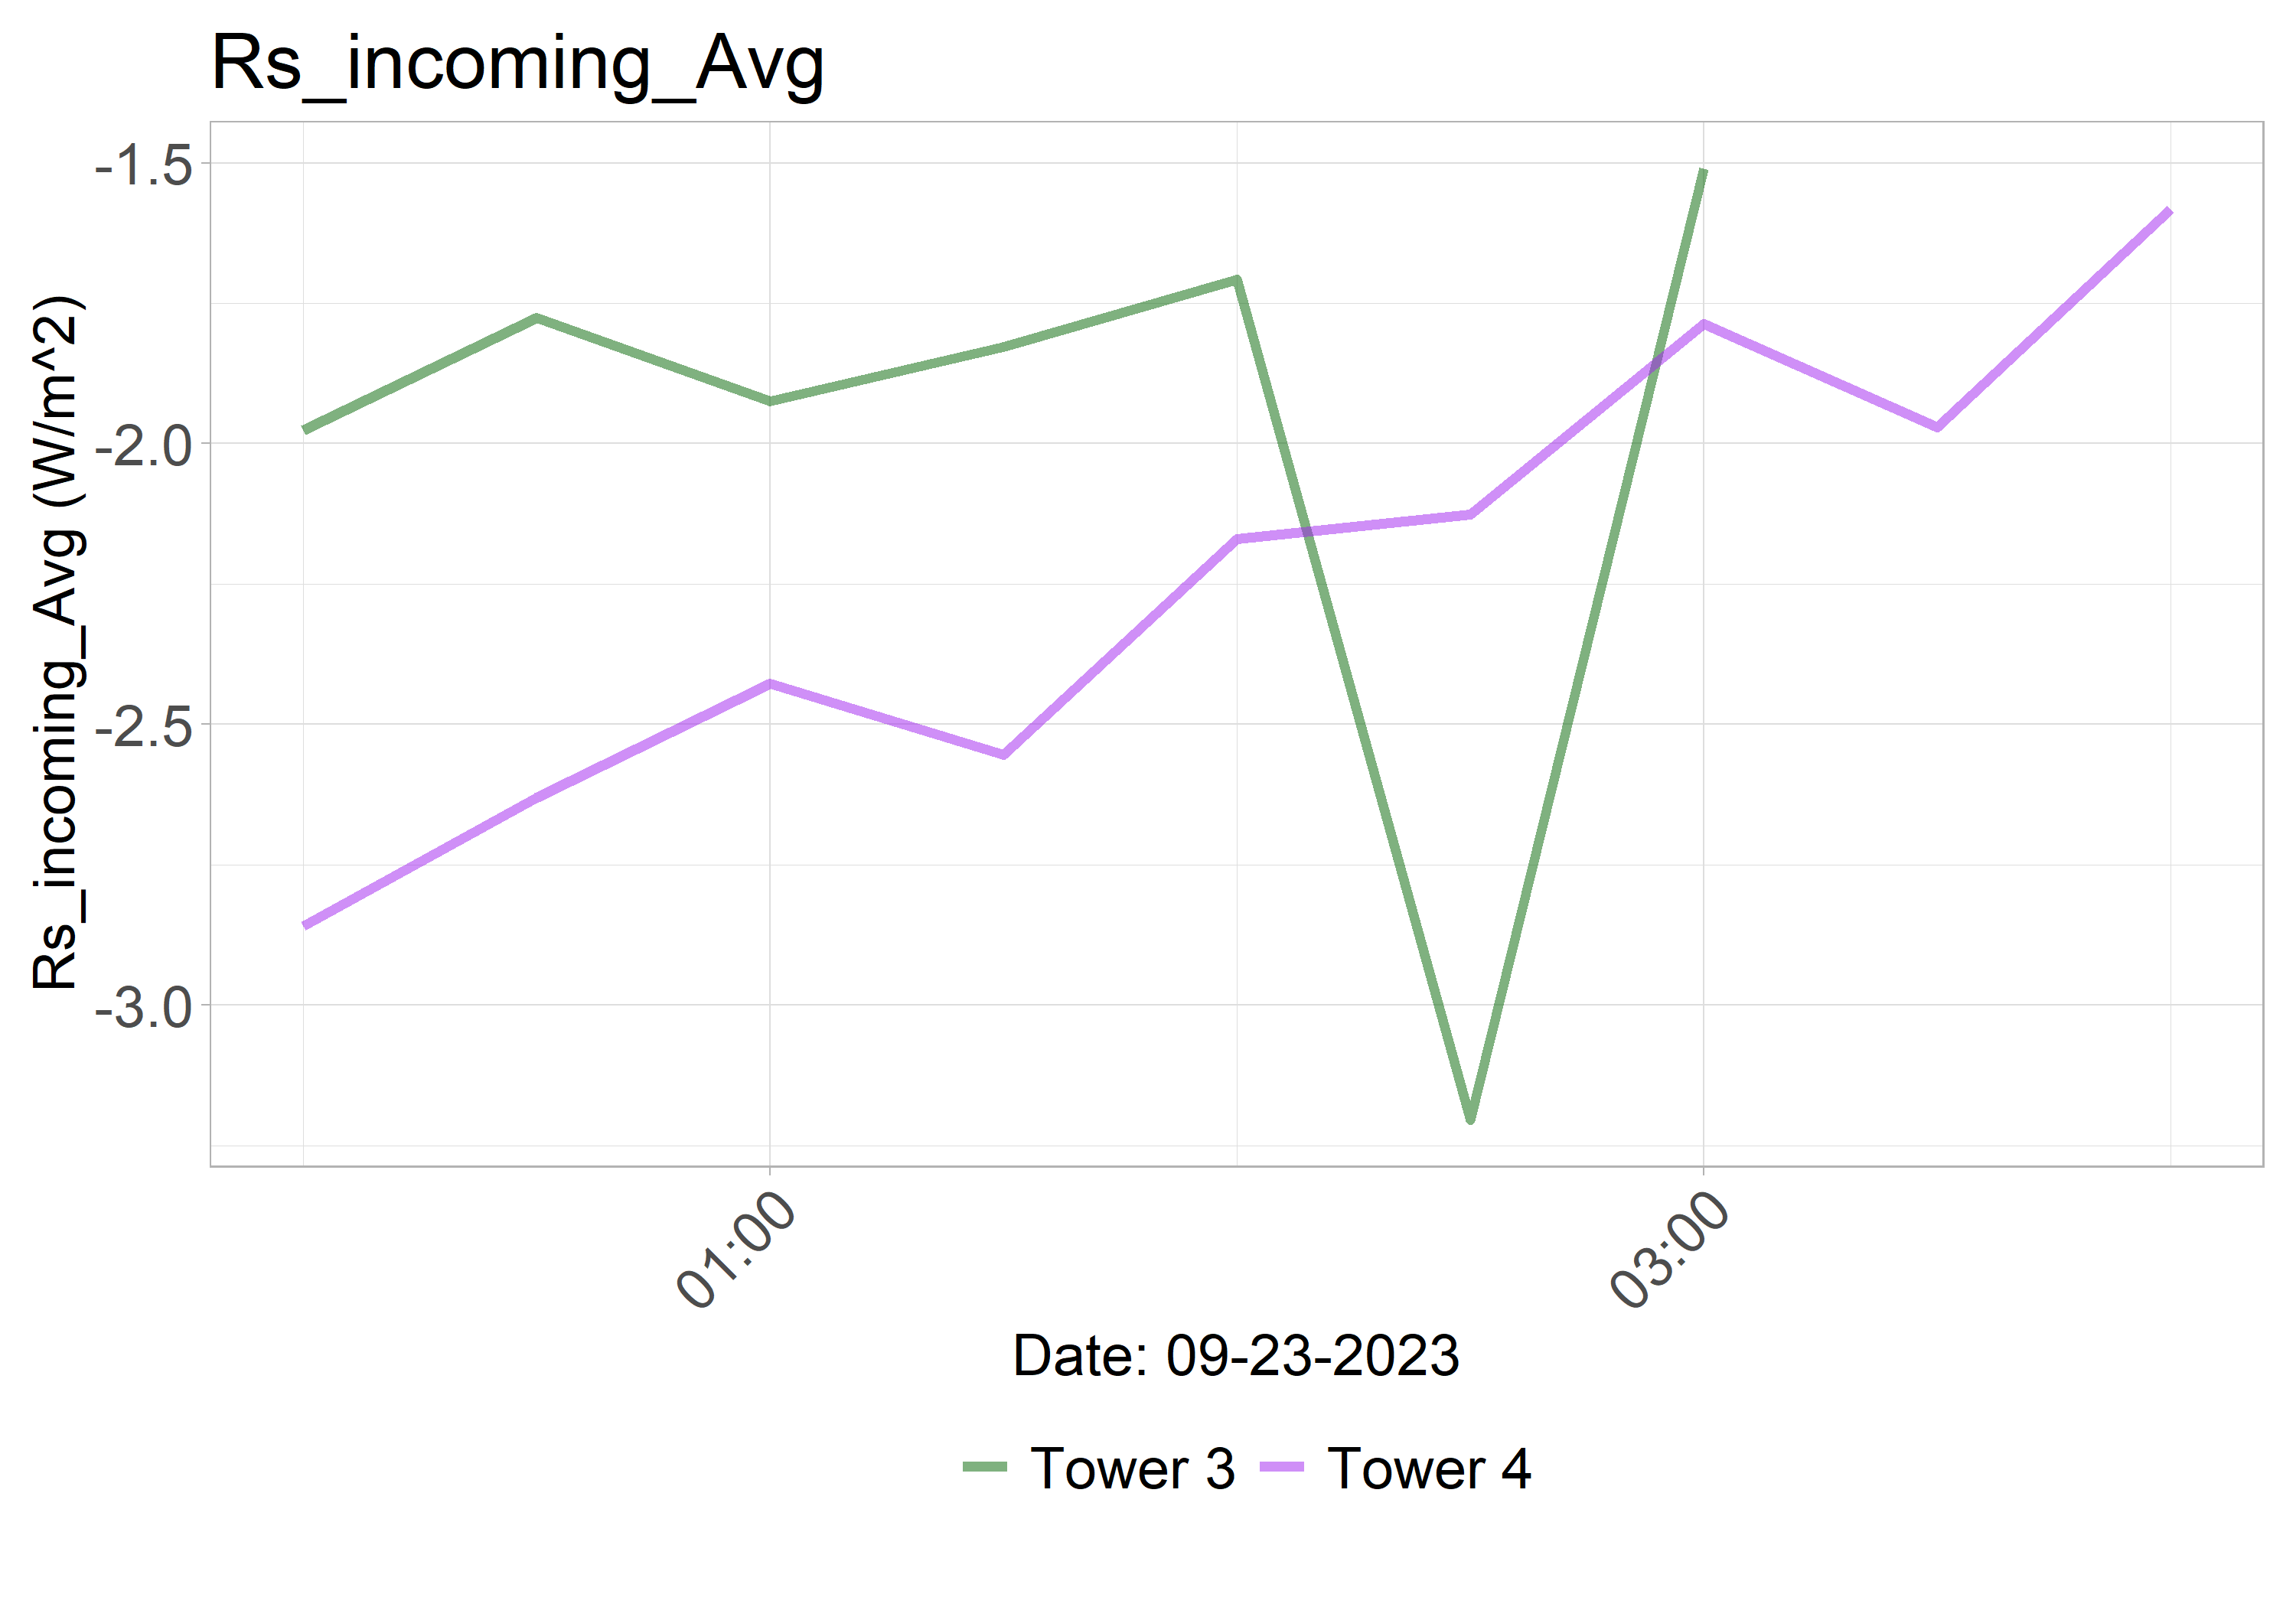 Rs_incoming_Avg
Rs_incoming_Avg (W/m^2)
-1.5
-2.0
-2.5
-3.0
01:00
03:00
Date: 09-23-2023
Tower 3
Tower 4